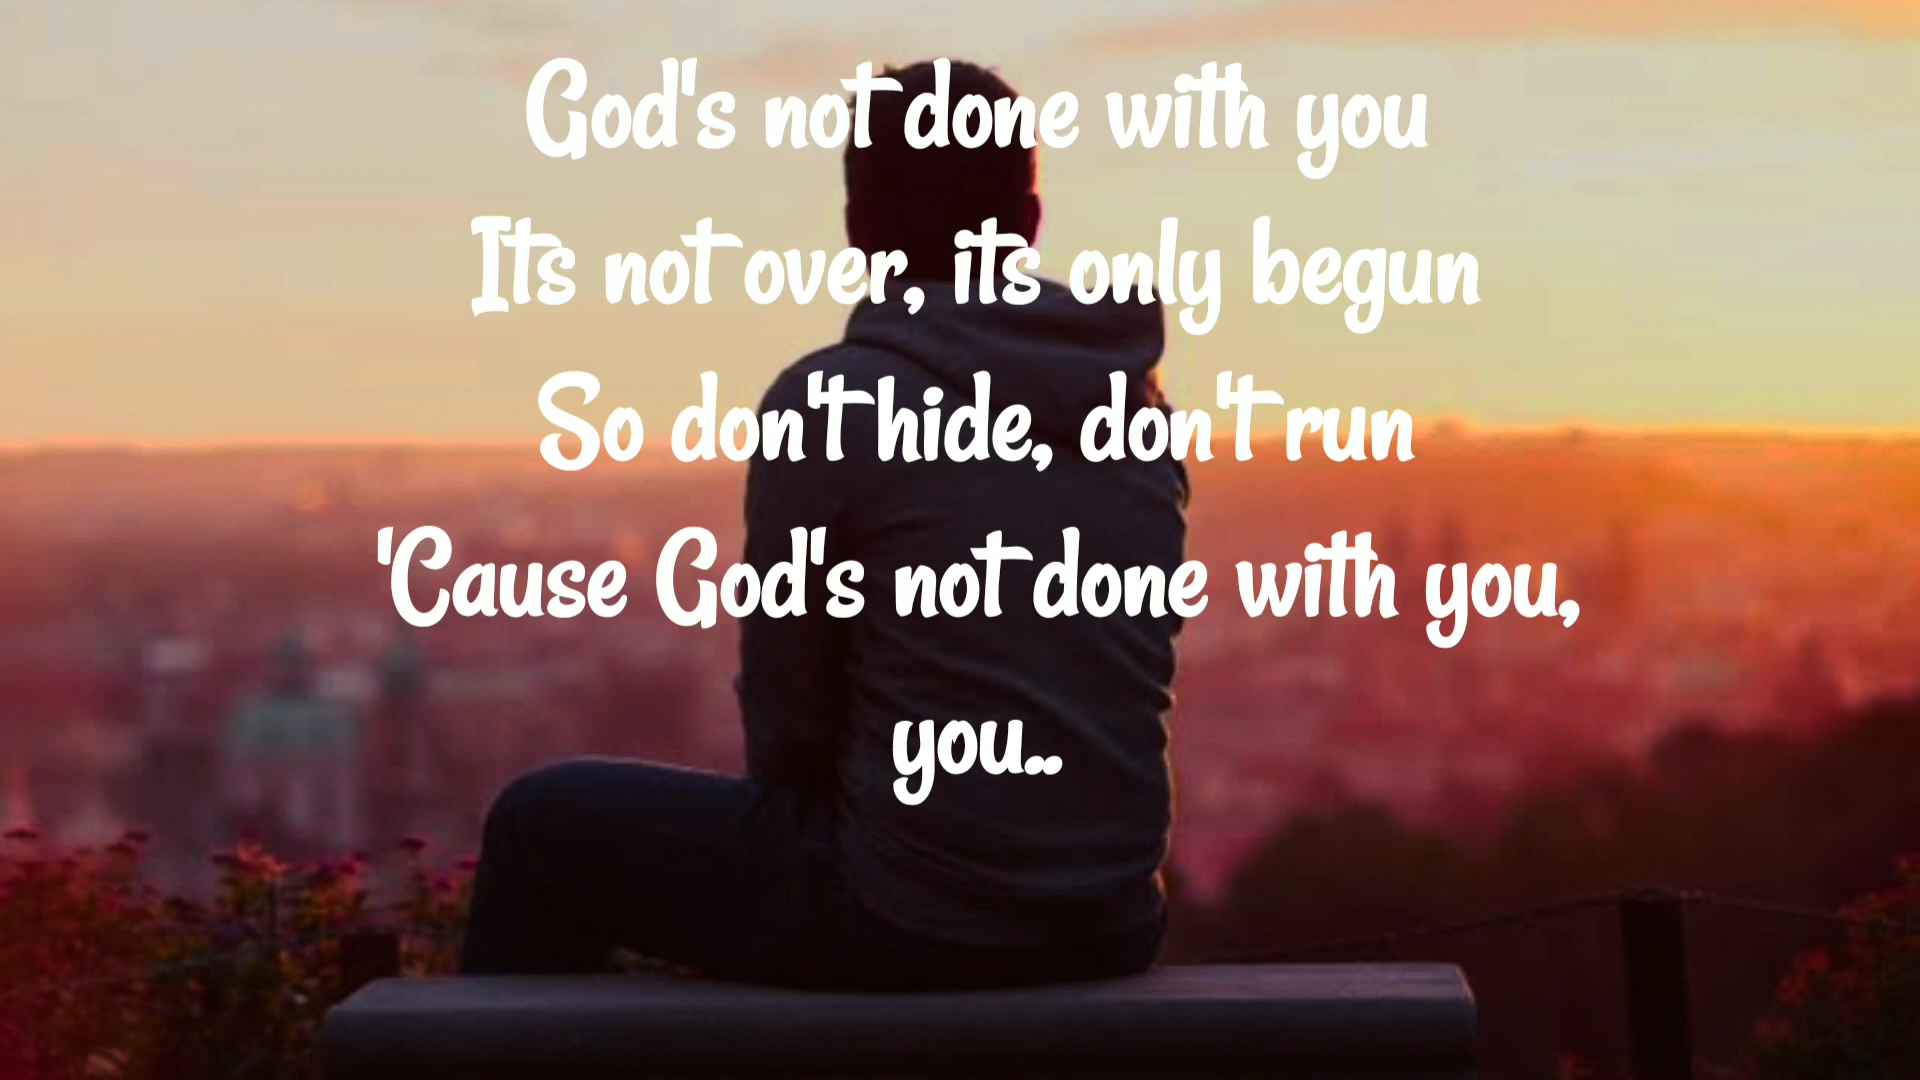 God's not done with you
Its not over, its only begun
So don't hide, don't run
'Cause God's not done with you,
you..